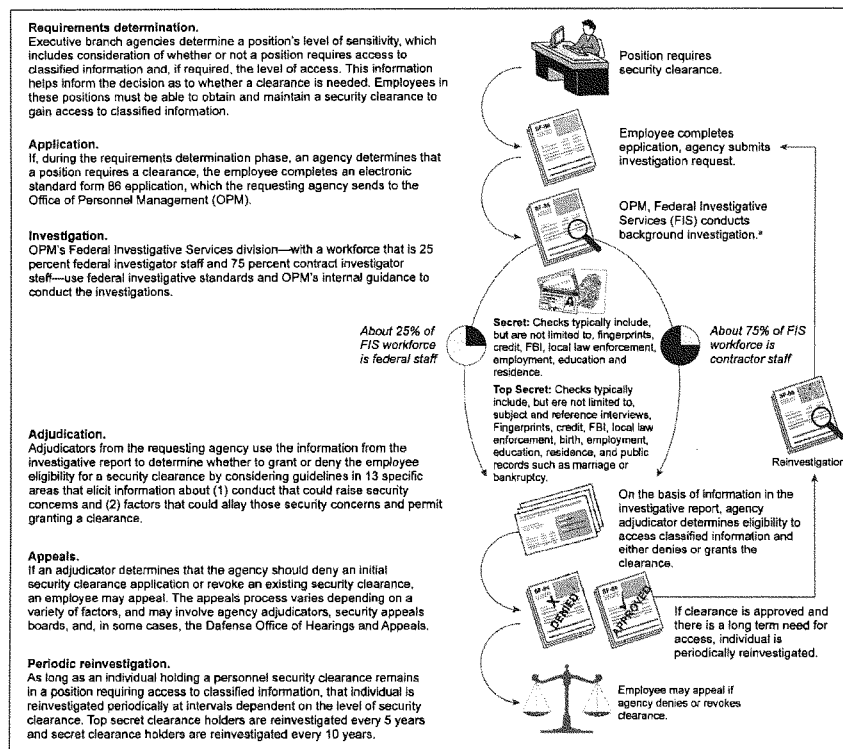 Requirements determination.
Executive branch agencies determine a position's level of sensitivity, which
includes consideration of whether or not a position requires access to
classified information and, if required, the level of access. This information
helps inform the decision as to whether a clearance is needed. Employees in
these positions must be able to obtain and maintain a security clearance to
gain access to classified information.
Position requires
security clearance.
Application.
If, during the requirements determination phase, an agency determines that
a position requires a clearance, the employee completes an electronic
standard form 86 application, which the requesting agency sends to the
Office of Personnel Management (OPM).
SF-86
Employee completes
application, agency submits
investigation request.
Investigation.
OPM's Federal Investigative Services division—with a workforce that is 25
percent federal investigator staff and 75 percent contract investigator
staff—use federal investigative standards and OPM's internal guidance to
conduct the investigations.
SF-86
OPM, Federal Investigative
Services (FIS) conducts
background investigation.ª
About 25% of
FIS workforce
is federal staff
Secret: Checks typically include,
but are not limited to, fingerprints,
credit, FBI, local law enforcement,
employment, education and
residence.
Top Secret: Checks typically
include, but are not limited to,
subject and reference interviews,
Fingerprints, credit, FBI, local law
enforcement, birth, employment,
education, residence, and public
records such as marriage or
bankruptcy.
About 75% of FIS
workforce is
contractor staff
SF-86
Reinvestigation
Adjudication.
Adjudicators from the requesting agency use the information from the
investigative report to determine whether to grant or deny the employee
eligibility for a security clearance by considering guidelines in 13 specific
areas that elicit information about (1) conduct that could raise security
concerns and (2) factors that could allay those security concerns and permit
granting a clearance.
On the basis of information in the
investigative report, agency
adjudicator determines eligibility to
access classified information and
either denies or grants the
clearance.
Appeals.
If an adjudicator determines that the agency should deny an initial
security clearance application or revoke an existing security clearance,
an employee may appeal. The appeals process varies depending on a
variety of factors, and may involve agency adjudicators, security appeals
boards, and, in some cases, the Defense Office of Hearings and Appeals.
SF-86
X
DENIED
SF-86
APPROVED
If clearance is approved and
there is a long term need for
access, individual is
periodically reinvestigated.
Periodic reinvestigation.
As long as an individual holding a personnel security clearance remains
in a position requiring access to classified information, that individual is
reinvestigated periodically at intervals dependent on the level of security
clearance. Top secret clearance holders are reinvestigated every 5 years
and secret clearance holders are reinvestigated every 10 years.
Employee may appeal if
agency denies or revokes
clearance.